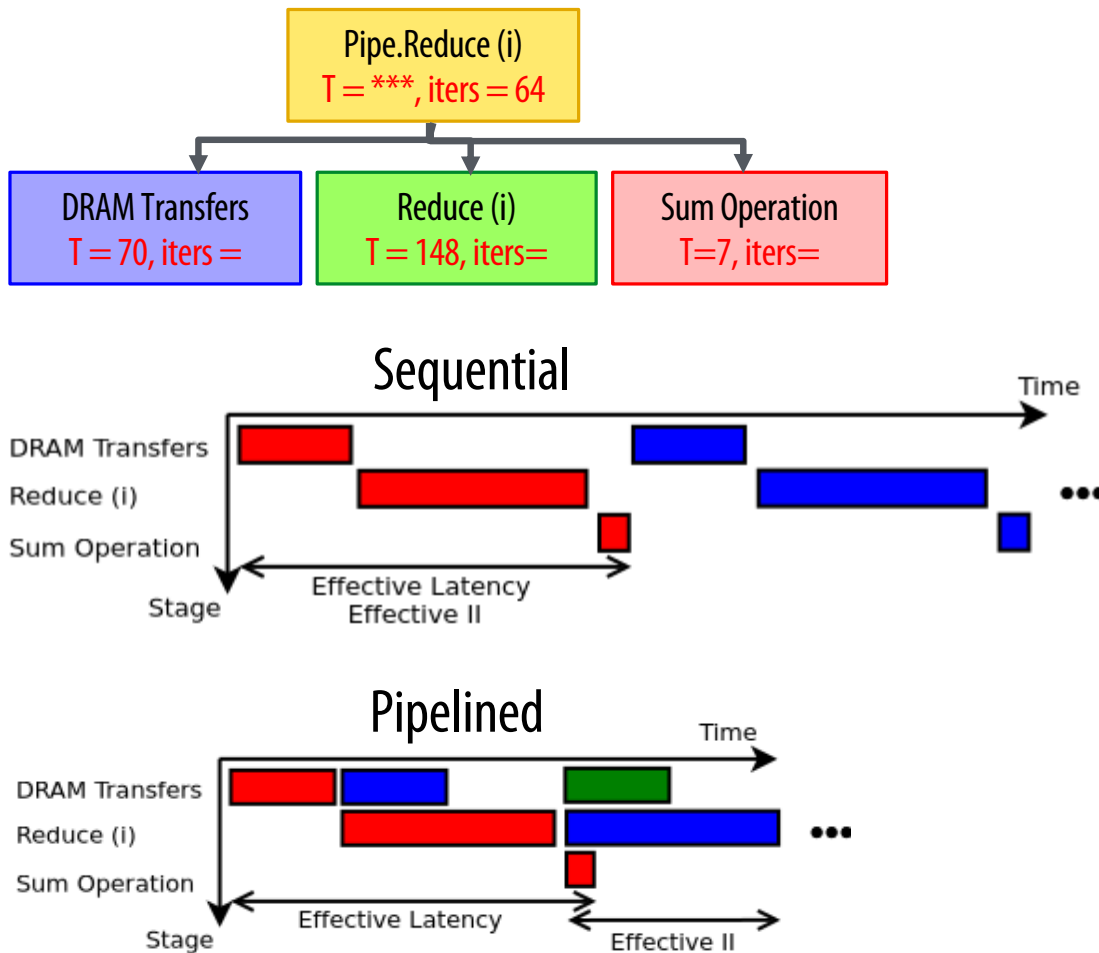 Pipe.Reduce (i)
T = ***, iters = 64
DRAM Transfers
T = 70, iters =
Reduce (i)
T = 148, iters=
Sum Operation
T=7, iters=
Sequential
Time
DRAM Transfers
Reduce (i)
Sum Operation
Effective Latency
Effective II
Stage
Pipelined
Time
DRAM Transfers
Reduce (i)
Sum Operation
Effective Latency
Effective II
Stage